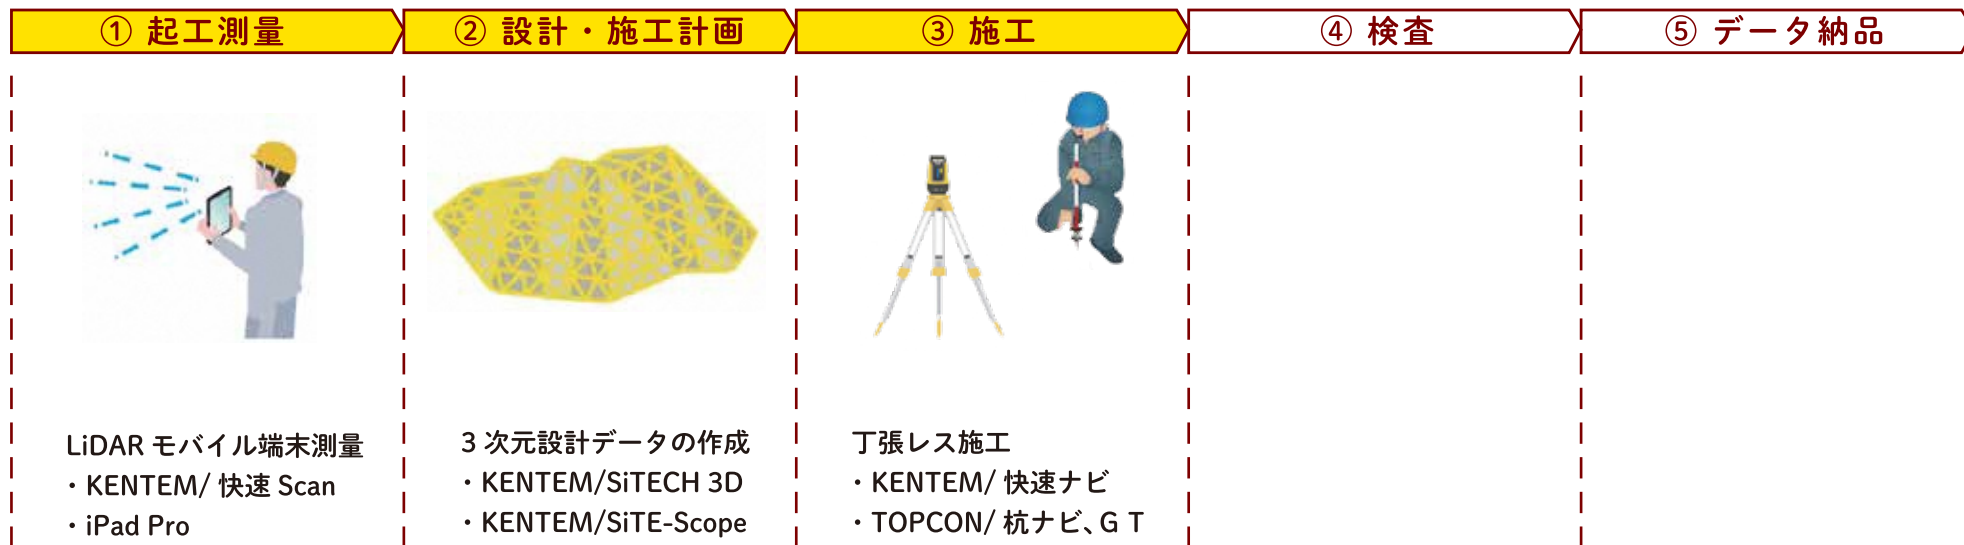 ① 起工測量
② 設計・施工計画
③ 施工
④ 検査
⑤ データ納品
LiDAR モバイル端末測量
・KENTEM/ 快速 Scan
・iPad Pro
3 次元設計データの作成
・KENTEM/SiTECH 3D
・KENTEM/SiTE-Scope
丁張レス施工
・KENTEM/ 快速ナビ
・TOPCON/ 杭ナビ、G T